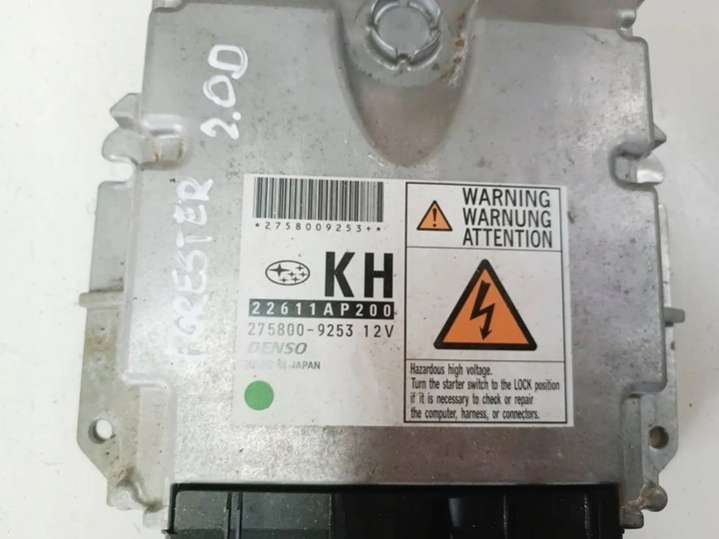 FORESTER 2.0D
*2758009253+*
KH
22611AP200
275800-9253 12V
DENSO
MADE IN JAPAN
WARNING
WARNUNG
ATTENTION
Hazardous high voltage.
Turn the starter switch to the LOCK position
if it is necessary to check or repair
the computer, harness, or connectors.